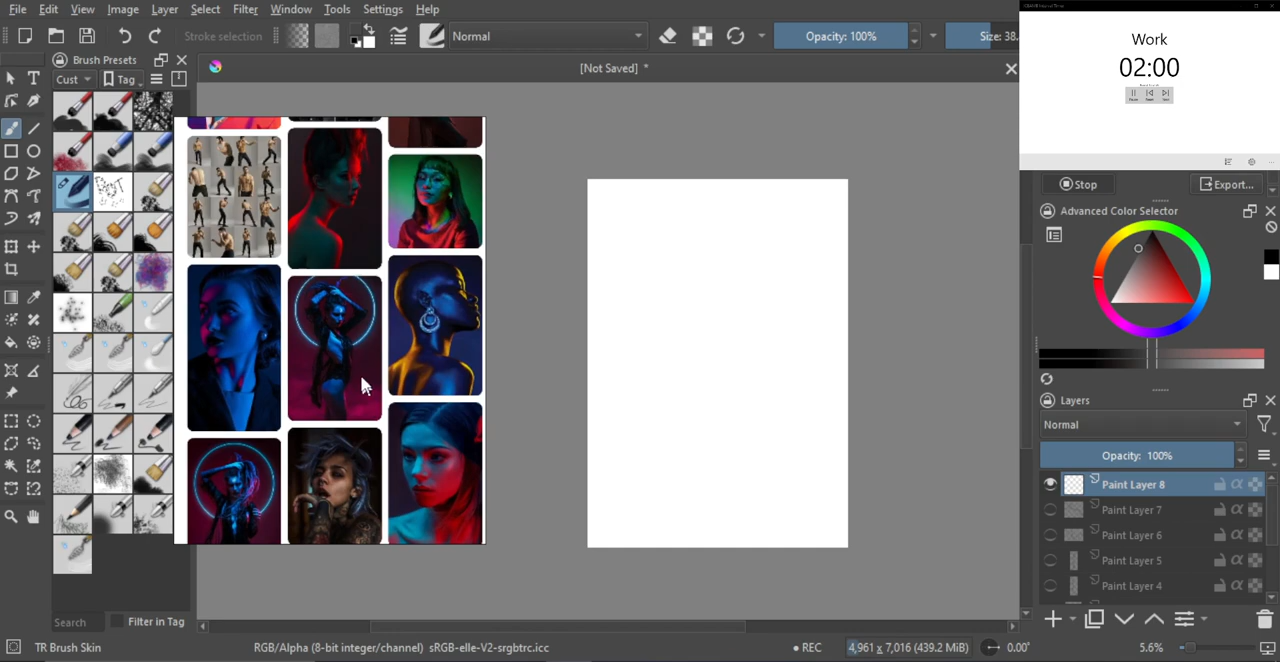 File Edit View Image Layer Select Filter Window Tools Settings Help
Stroke selection
Normal
Opacity: 100%
Size: 38.
Brush Presets
[Not Saved] *
Cust
Tag
Work
02:00
Stop
Export...
Advanced Color Selector
Layers
Normal
Opacity: 100%
Paint Layer 8
Paint Layer 7
Paint Layer 6
Paint Layer 5
Paint Layer 4
Search
Filter in Tag
TR Brush Skin
RGB/Alpha (8-bit integer/channel) sRGB-elle-V2-srgbtrc.icc
REC
4,961 x 7,016 (439.2 MiB)
0.00°
5.6%